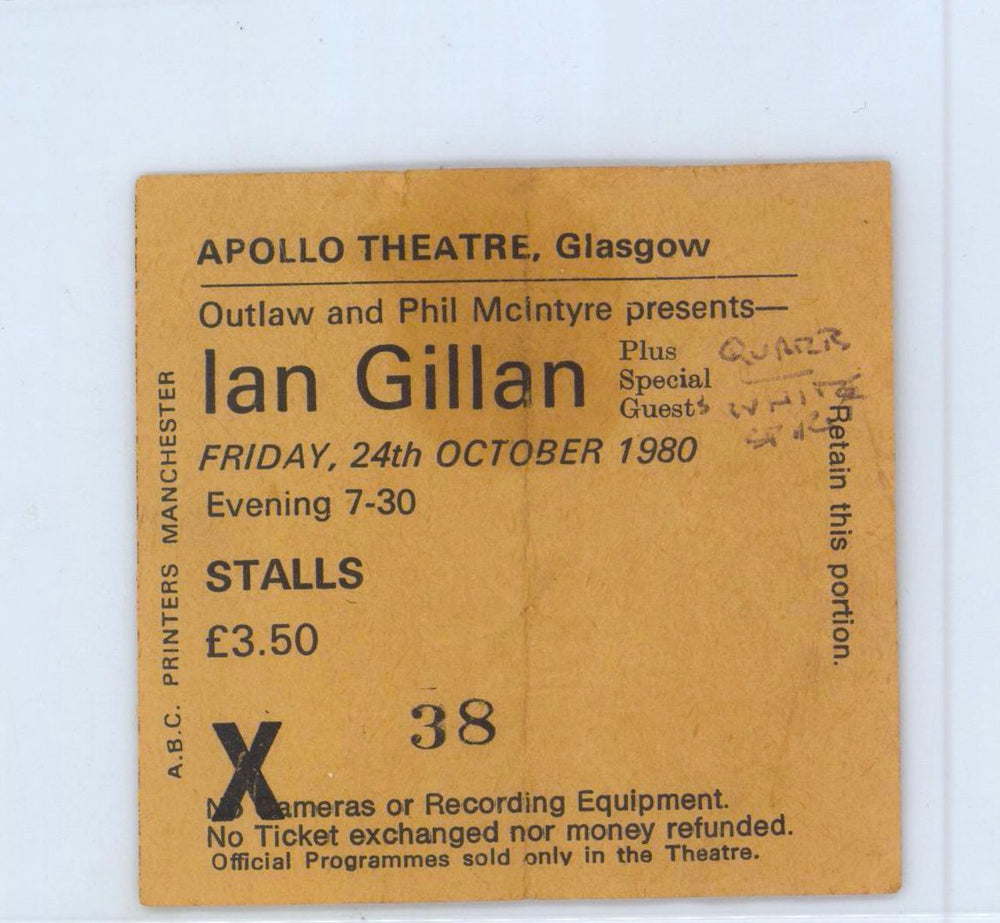 APOLLO THEATRE, Glasgow
Outlaw and Phil McIntyre presents—
Ian Gillan
Plus
Special
Guests
QUARTZ
WHITE
FRIDAY, 24th OCTOBER 1980
Evening 7-30
STALLS
£3.50
X 38
No Cameras or Recording Equipment.
No Ticket exchanged nor money refunded.
Official Programmes sold only in the Theatre.
A.B.C. PRINTERS MANCHESTER
Retain this portion.